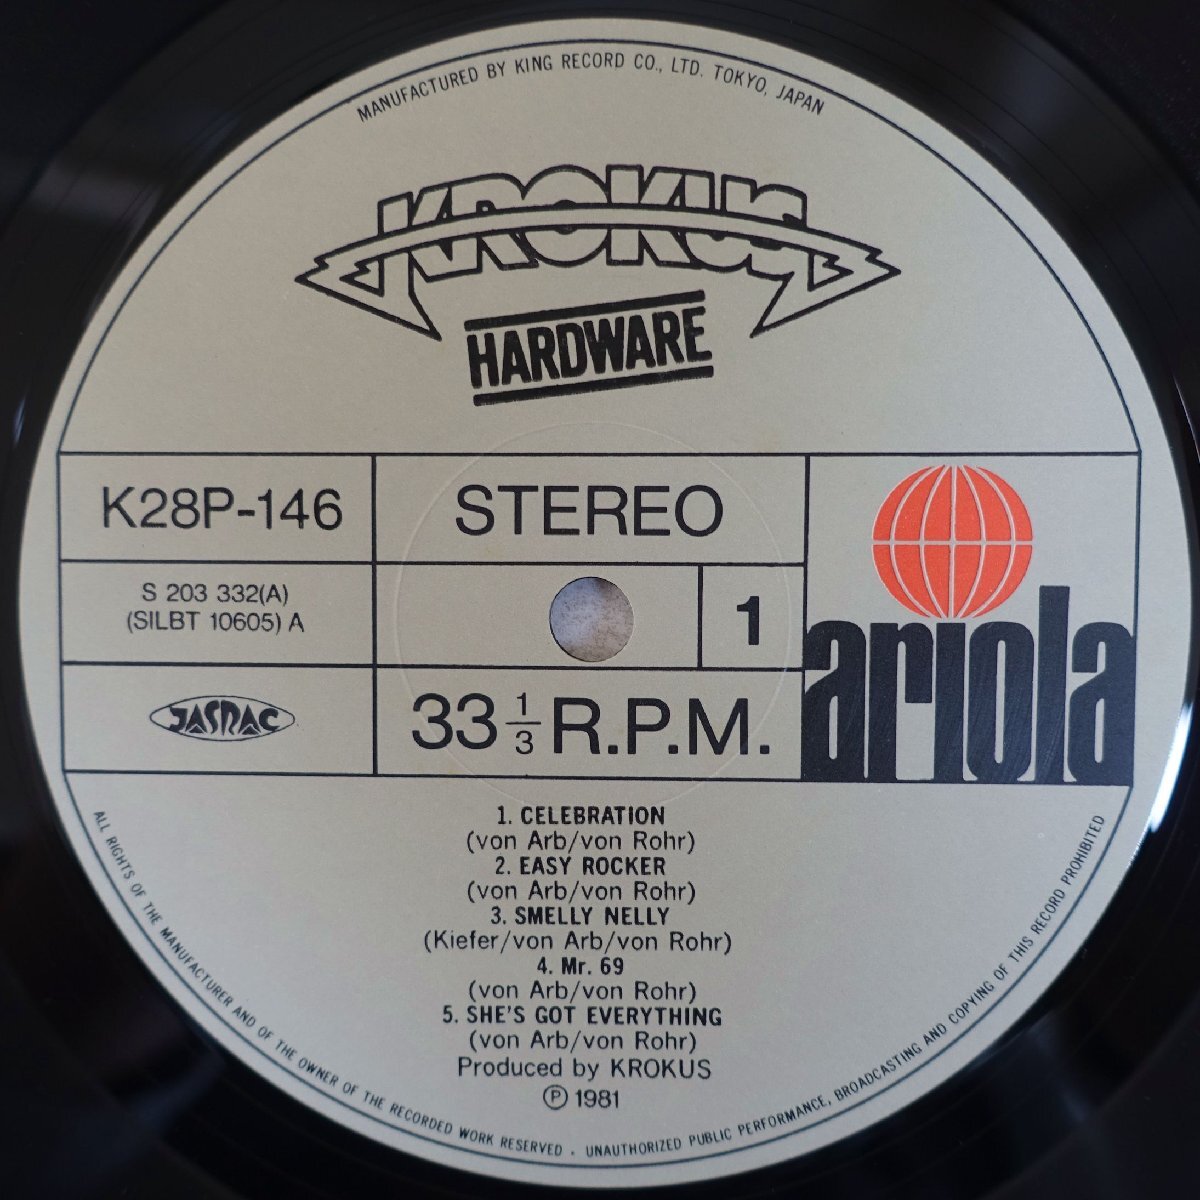 MANUFACTURED BY KING RECORD CO., LTD. TOKYO, JAPAN
KROKUS
HARDWARE
K28P-146
STEREO
S 203 332(A)
(SILBT 10605) A
1
ariola
JASRAC
33 1/3 R.P.M.
1. CELEBRATION
(von Arb/von Rohr)
2. EASY ROCKER
(von Arb/von Rohr)
3. SMELLY NELLY
(Kiefer/von Arb/von Rohr)
4. Mr. 69
(von Arb/von Rohr)
5. SHE'S GOT EVERYTHING
(von Arb/von Rohr)
Produced by KROKUS
Ⓟ 1981
ALL RIGHTS OF THE MANUFACTURER AND OF THE OWNER OF THE RECORDED WORK RESERVED . UNAUTHORIZED PUBLIC PERFORMANCE, BROADCASTING AND COPYING OF THIS RECORD PROHIBITED